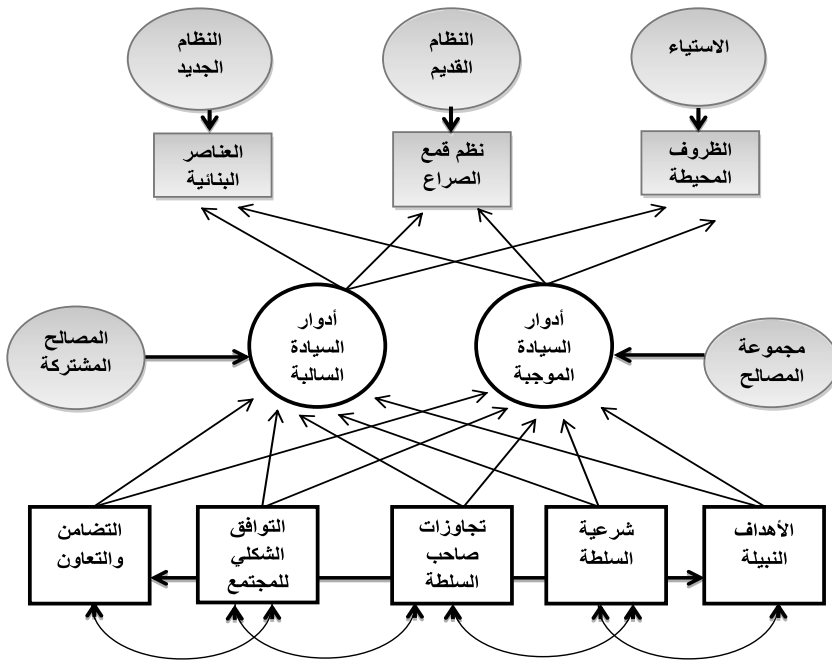 الاستياء
النظام
القديم
النظام
الجديد
الظروف
المحيطة
نظم قمع
الصراع
العناصر
البنائية
مجموعة
المصالح
أدوار
السيادة
الموجبة
أدوار
السيادة
السالبة
المصالح
المشتركة
الأهداف
النبيلة
شرعية
السلطة
تجاوزات
صاحب
السلطة
التوافق
الشكلي
للمجتمع
التضامن
والتعاون